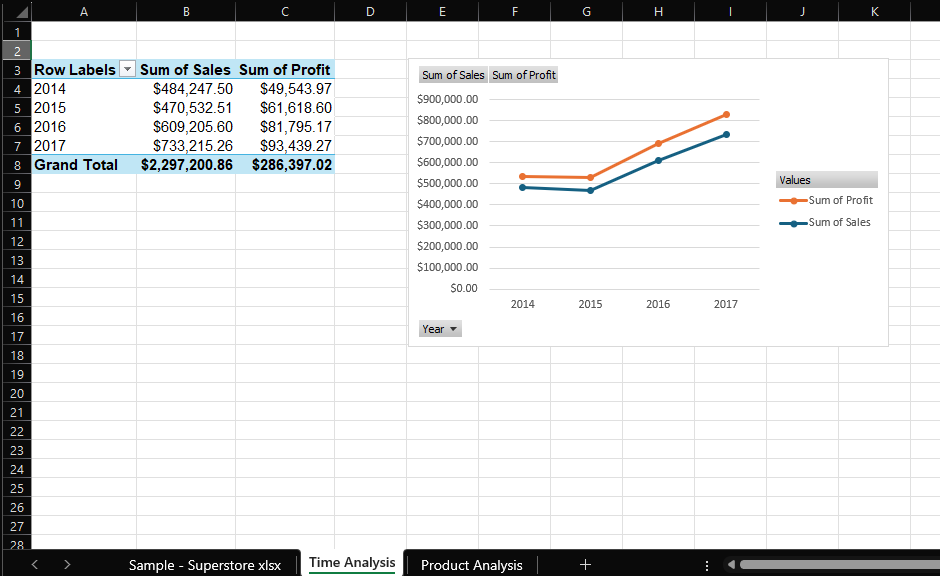 A B C D E F G H I J K
1
2
3 Row Labels Sum of Sales Sum of Profit
4 2014 $484,247.50 $49,543.97
5 2015 $470,532.51 $61,618.60
6 2016 $609,205.60 $81,795.17
7 2017 $733,215.26 $93,439.27
8 Grand Total $2,297,200.86 $286,397.02
9
10
11
12
13
14
15
16
17
18
19
20
21
22
23
24
25
26
27
28
Sum of Sales Sum of Profit
$900,000.00
$800,000.00
$700,000.00
$600,000.00
$500,000.00
$400,000.00
$300,000.00
$200,000.00
$100,000.00
$0.00
2014 2015 2016 2017
Values
Sum of Profit
Sum of Sales
Year
Sample - Superstore xlsx Time Analysis Product Analysis +